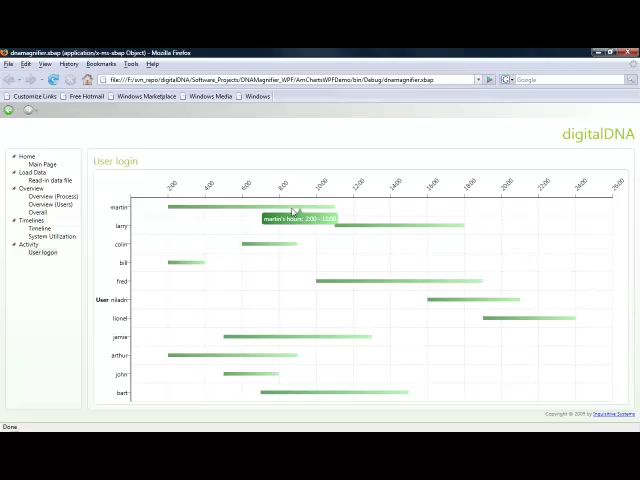 dnamagnifier.xbap (application/x-ms-xbap Object) - Mozilla Firefox
File Edit View History Bookmarks Tools Help
file:///F:/svn_repo/digitalDNA/Software_Projects/DNAMagnifier_WPF/AmChartsWPFDemo/bin/Debug/dnamagnifier.xbap
Google
Customize Links Free Hotmail Windows Marketplace Windows Media Windows
digitalDNA
Home
Main Page
Load Data
Read-in data file
Overview
Overview (Process)
Overview (Users)
Overall
Timelines
Timeline
System Utilization
Activity
User logon
User login
2:00 4:00 6:00 8:00 10:00 12:00 14:00 16:00 18:00 20:00 22:00 24:00 26:00
martin
martin's hours: 2:00 - 11:00
larry
colin
bill
fred
User niladri
lionel
jamie
arthur
john
bart
Copyright © 2009 by Inquisitive Systems
Done